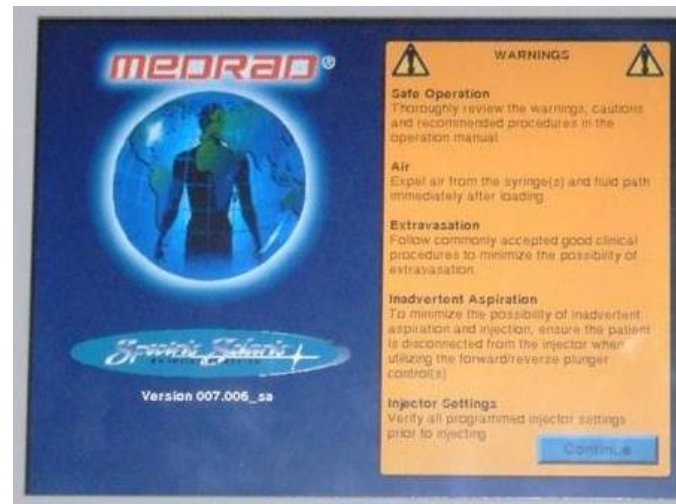 MEDRAD®
Spectris Solaris
Version 007.006_sa
WARNINGS
Safe Operation
Thoroughly review the warnings, cautions
and recommended procedures in the
operation manual
Air
Expel air from the syringe(s) and fluid path
immediately after loading
Extravasation
Follow commonly accepted good clinical
procedures to minimize the possibility of
extravasation
Inadvertent Aspiration
To minimize the possibility of inadvertent
aspiration and injection, ensure the patient
is disconnected from the injector when
utilizing the forward/reverse plunger
control(s)
Injector Settings
Verify all programmed injector settings
prior to injecting
Continue